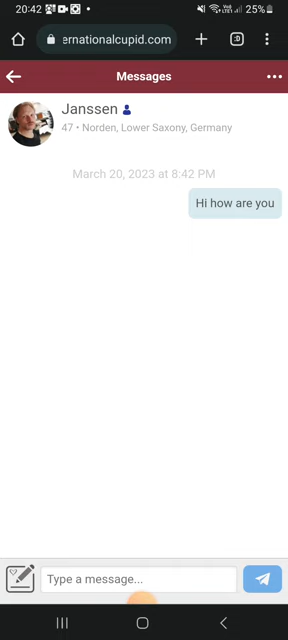 20:42
25%
ernationalcupid.com
:D
Messages
Janssen
47 • Norden, Lower Saxony, Germany
March 20, 2023 at 8:42 PM
Hi how are you
Type a message...